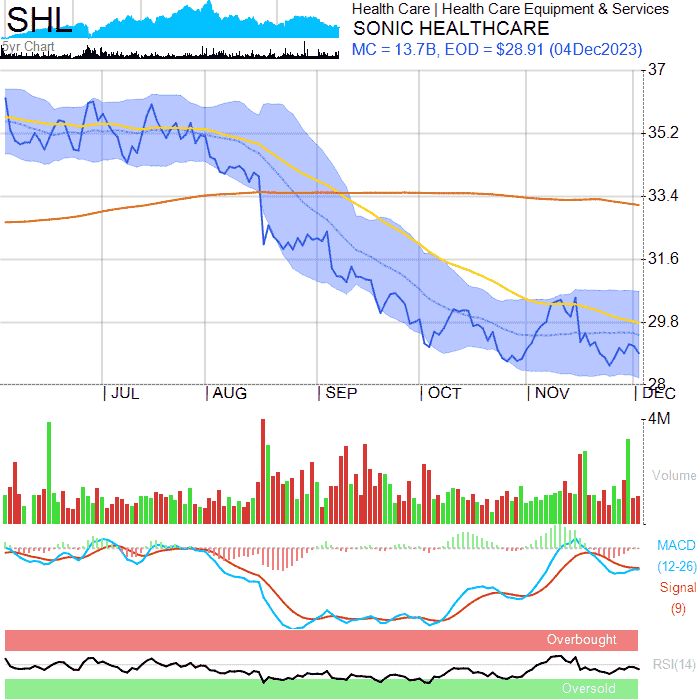 SHL
5yr Chart
Health Care | Health Care Equipment & Services
SONIC HEALTHCARE
MC = 13.7B, EOD = $28.91 (04Dec2023)
37
35.2
33.4
31.6
29.8
28
JUL AUG SEP OCT NOV DEC
4M
Volume
MACD
(12-26)
Signal
(9)
Overbought
RSI(14)
Oversold